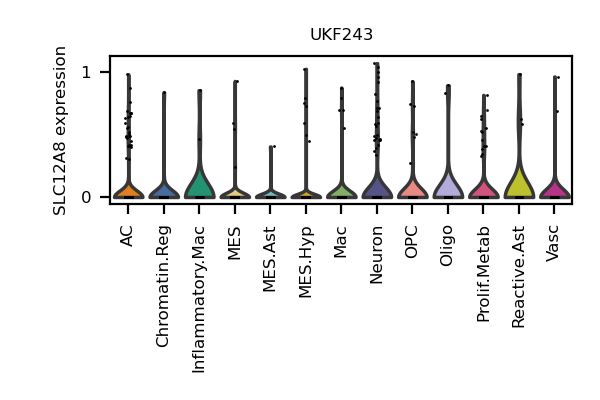 UKF243
SLC12A8 expression
1
0
AC
Chromatin.Reg
Inflammatory.Mac
MES
MES.Ast
MES.Hyp
Mac
Neuron
OPC
Oligo
Prolif.Metab
Reactive.Ast
Vasc